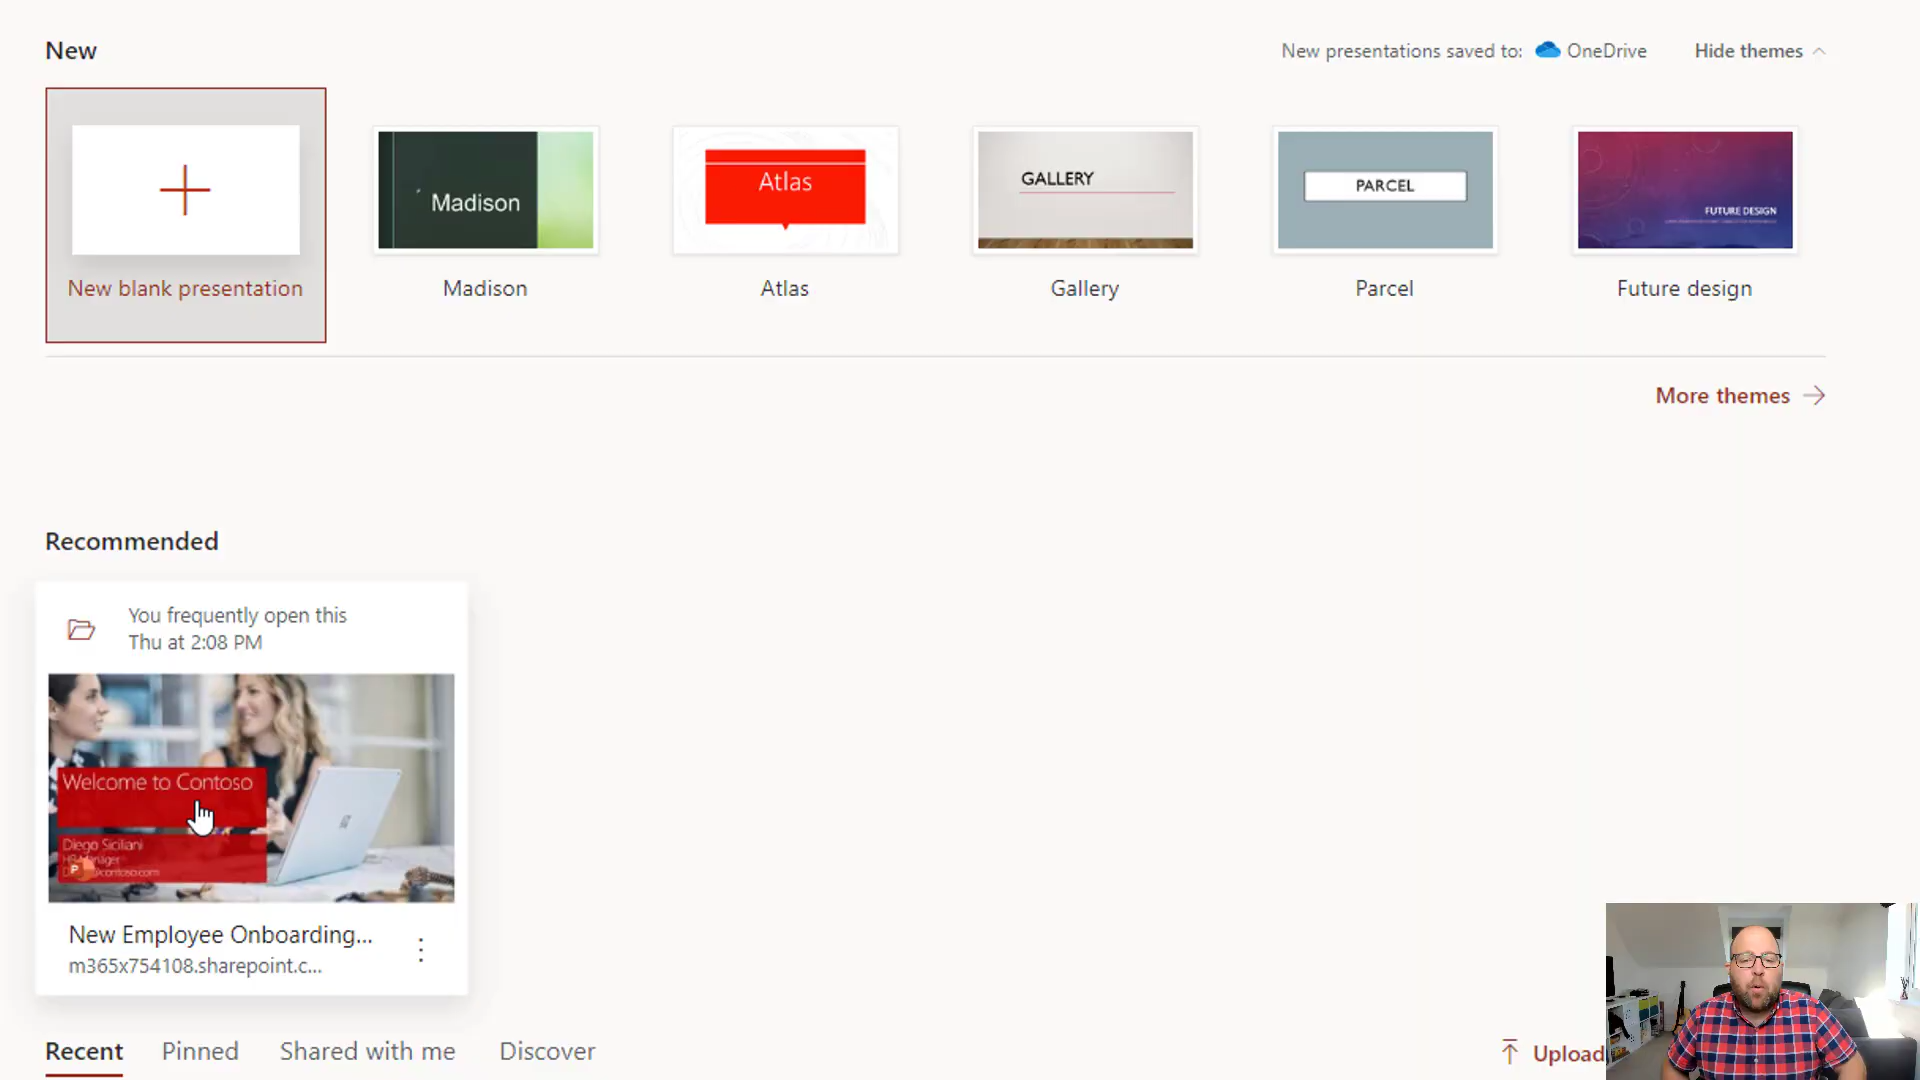 New
New presentations saved to: OneDrive
Hide themes
Madison
Atlas
GALLERY
PARCEL
FUTURE DESIGN
New blank presentation
Madison
Atlas
Gallery
Parcel
Future design
More themes
Recommended
You frequently open this
Thu at 2:08 PM
Welcome to Contoso
Diego Siciliani
P
New Employee Onboarding...
m365x754108.sharepoint.c...
Recent
Pinned
Shared with me
Discover
Upload